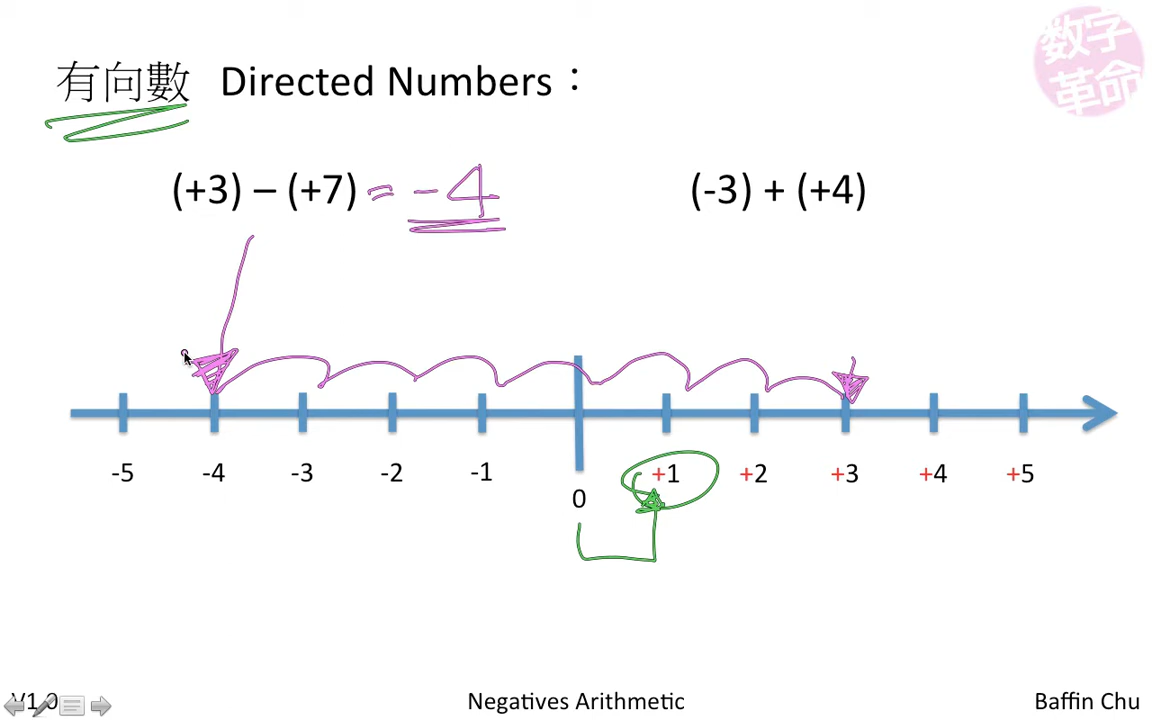 数字
革命
有向數 Directed Numbers：
(+3) – (+7) = -4
(-3) + (+4)
-5 -4 -3 -2 -1 0 +1 +2 +3 +4 +5
V1.0 Negatives Arithmetic Baffin Chu